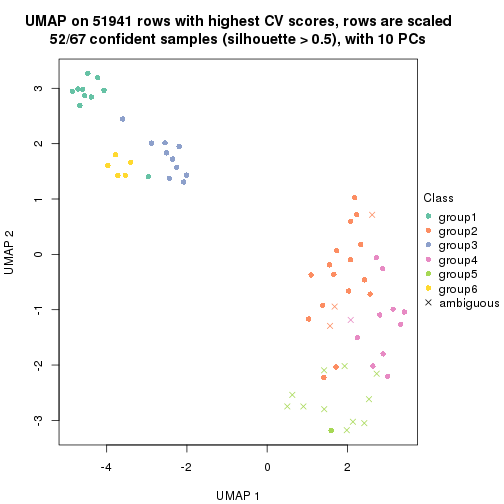 UMAP on 51941 rows with highest CV scores, rows are scaled
52/67 confident samples (silhouette > 0.5), with 10 PCs
3
2
1
0
-1
-2
-3
UMAP 2
-4
-2
0
2
UMAP 1
Class
group1
group2
group3
group4
group5
group6
ambiguous